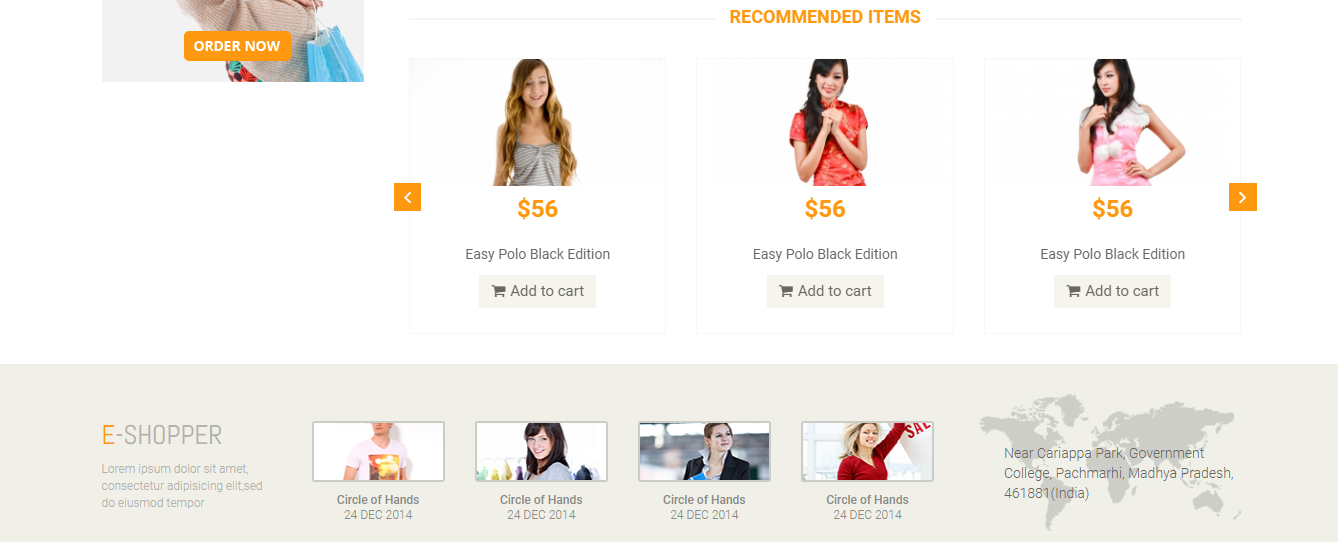 ORDER NOW
RECOMMENDED ITEMS
$56
$56
$56
Easy Polo Black Edition
Easy Polo Black Edition
Easy Polo Black Edition
Add to cart
Add to cart
Add to cart
E-SHOPPER
Lorem ipsum dolor sit amet,
consectetur adipisicing elit,sed
do eiusmod tempor
Circle of Hands
24 DEC 2014
Circle of Hands
24 DEC 2014
Circle of Hands
24 DEC 2014
SALE
Circle of Hands
24 DEC 2014
Near Cariappa Park, Government
College, Pachmarhi, Madhya Pradesh,
461881(India)